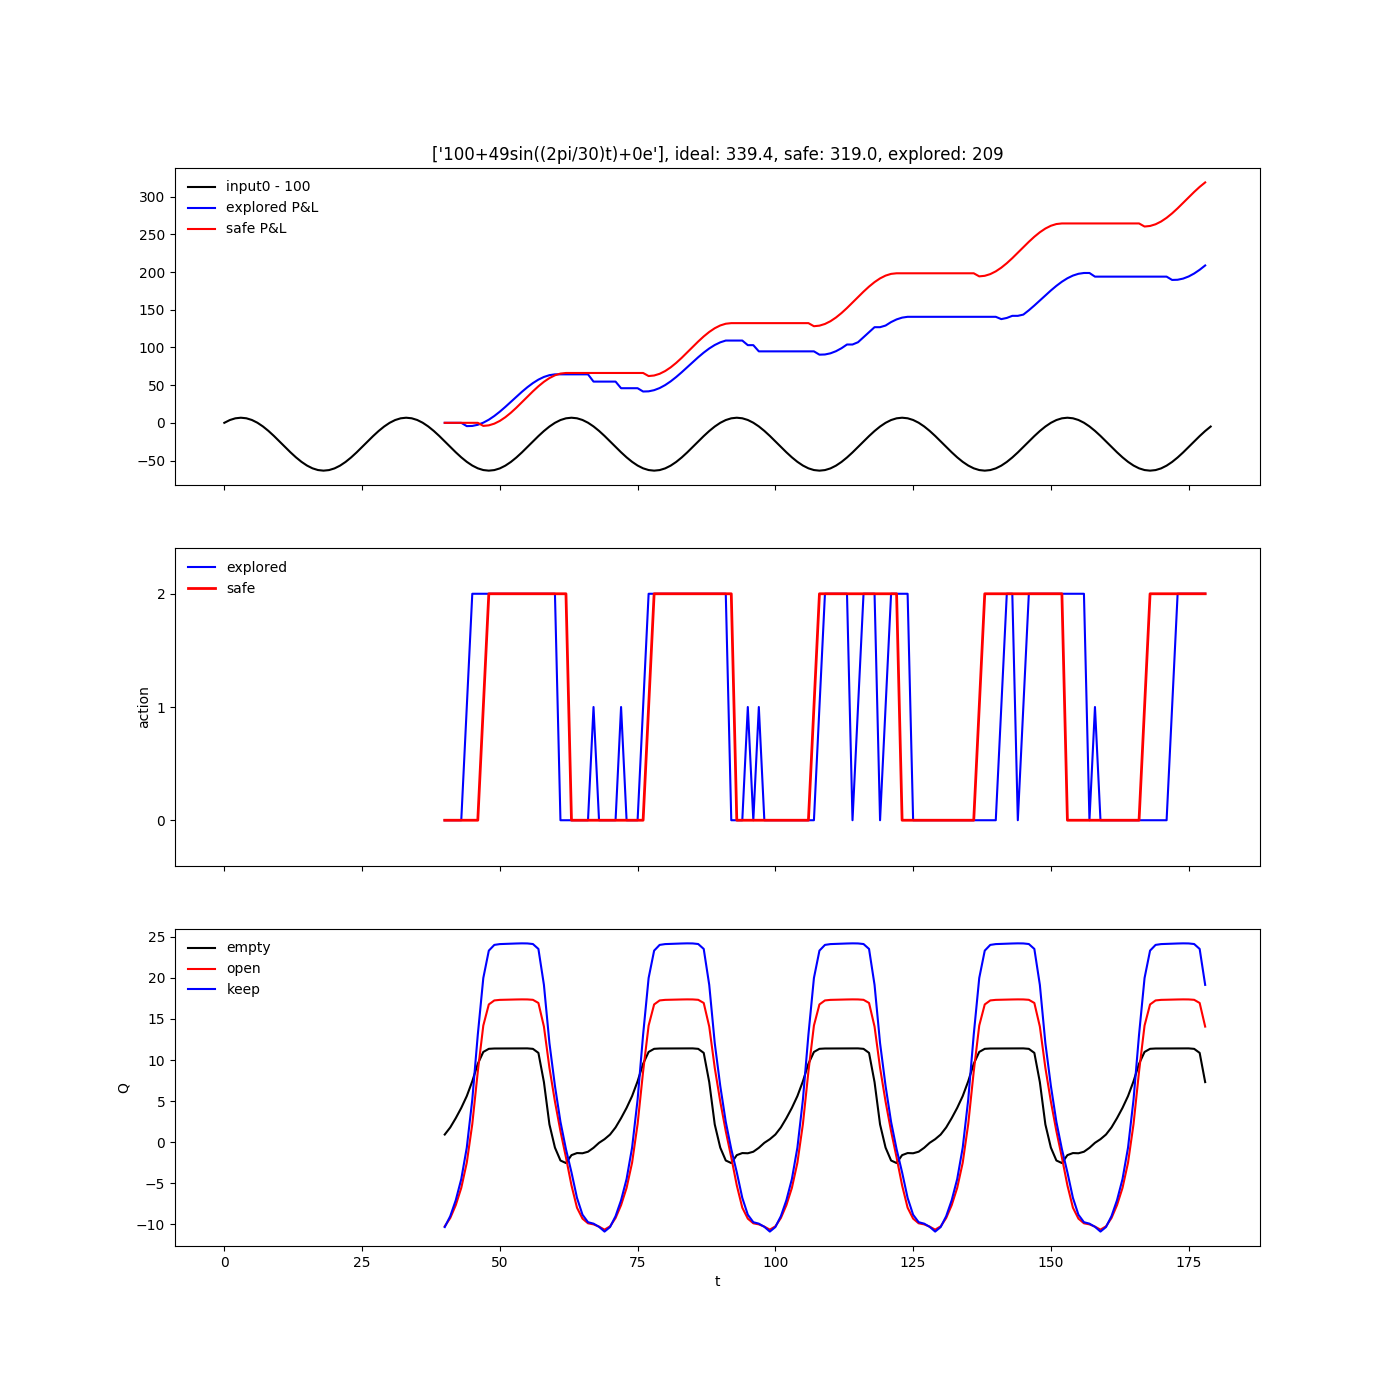 ['100+49sin((2pi/30)t)+0e'], ideal: 339.4, safe: 319.0, explored: 209
input0 - 100
explored P&L
safe P&L
300
250
200
150
100
50
0
−50
explored
safe
2
1
0
action
empty
open
keep
25
20
15
10
5
0
−5
−10
Q
0 25 50 75 100 125 150 175
t